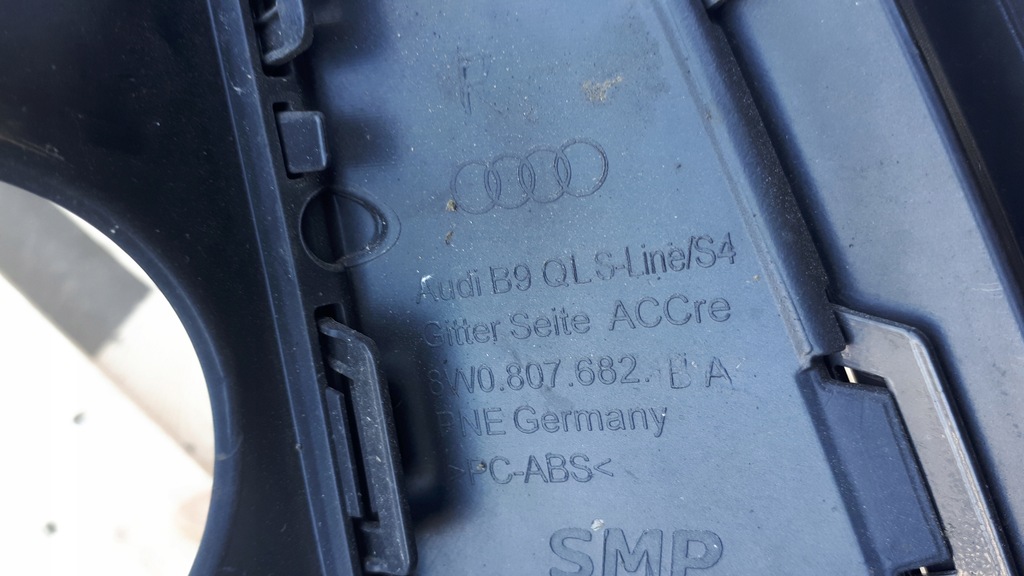 Audi B9 QL S-Line/S4
Gitter Seite ACCre
8W0.807.682. B A
PNE Germany
>PC-ABS<
SMP